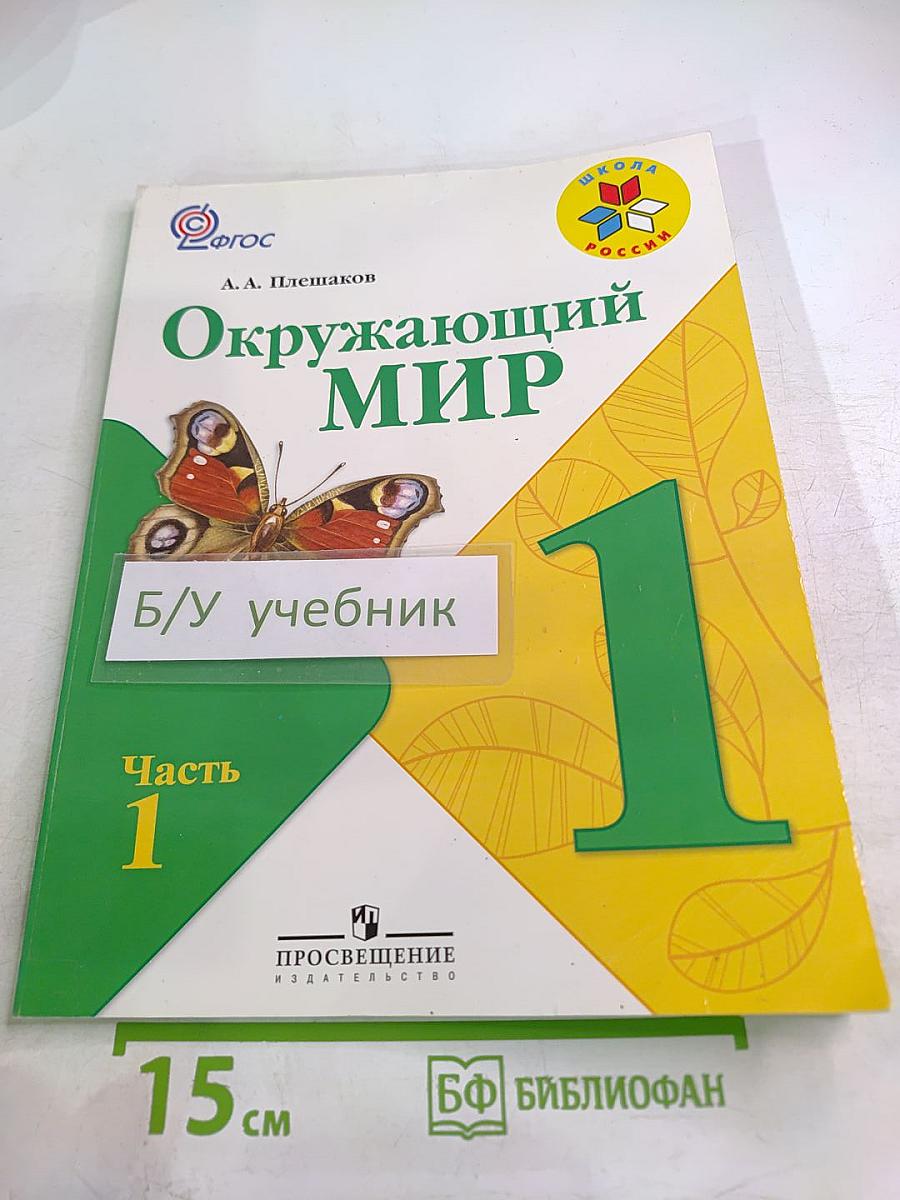 ФГОС
ШКОЛА
РОССИИ
А. А. Плешаков
Окружающий
МИР
1
Б/У учебник
Часть
1
ПРОСВЕЩЕНИЕ
ИЗДАТЕЛЬСТВО
15 см
БФ БИБЛИОФАН